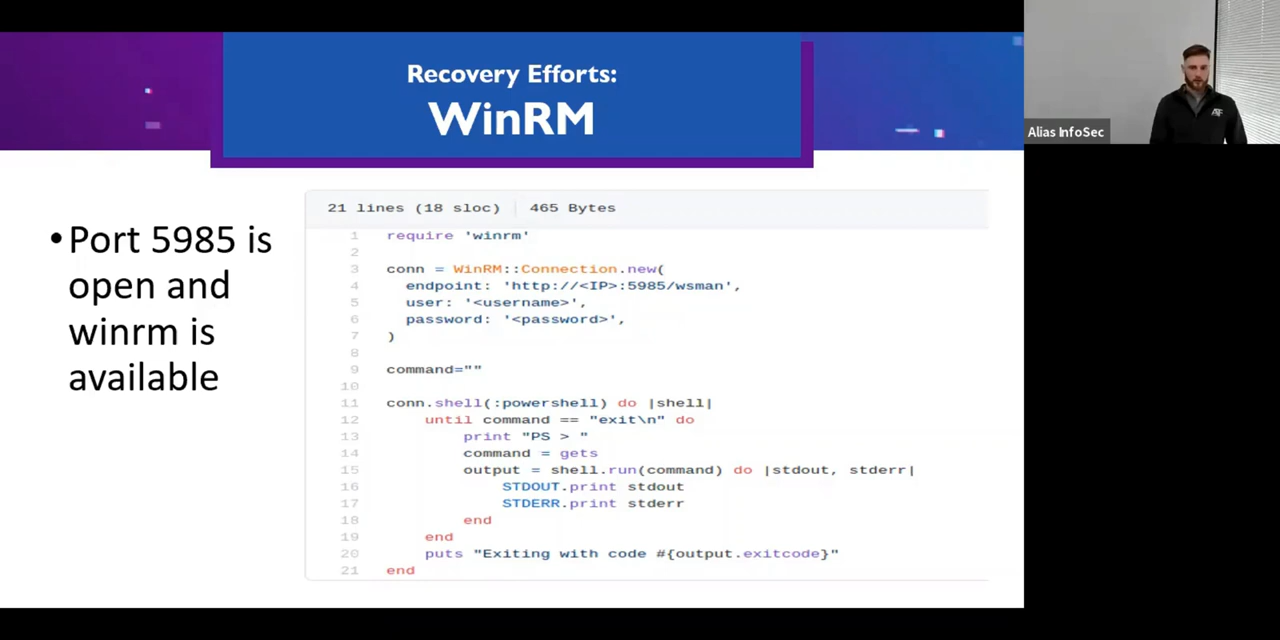 Recovery Efforts:
WinRM
Alias InfoSec
•Port 5985 is
open and
winrm is
available
21 lines (18 sloc) 465 Bytes
1 require 'winrm'
2
3 conn = WinRM::Connection.new(
4 endpoint: 'http://<IP>:5985/wsman',
5 user: '<username>',
6 password: '<password>',
7 )
8
9 command=""
10
11 conn.shell(:powershell) do |shell|
12 until command == "exit\n" do
13 print "PS > "
14 command = gets
15 output = shell.run(command) do |stdout, stderr|
16 STDOUT.print stdout
17 STDERR.print stderr
18 end
19 end
20 puts "Exiting with code #{output.exitcode}"
21 end